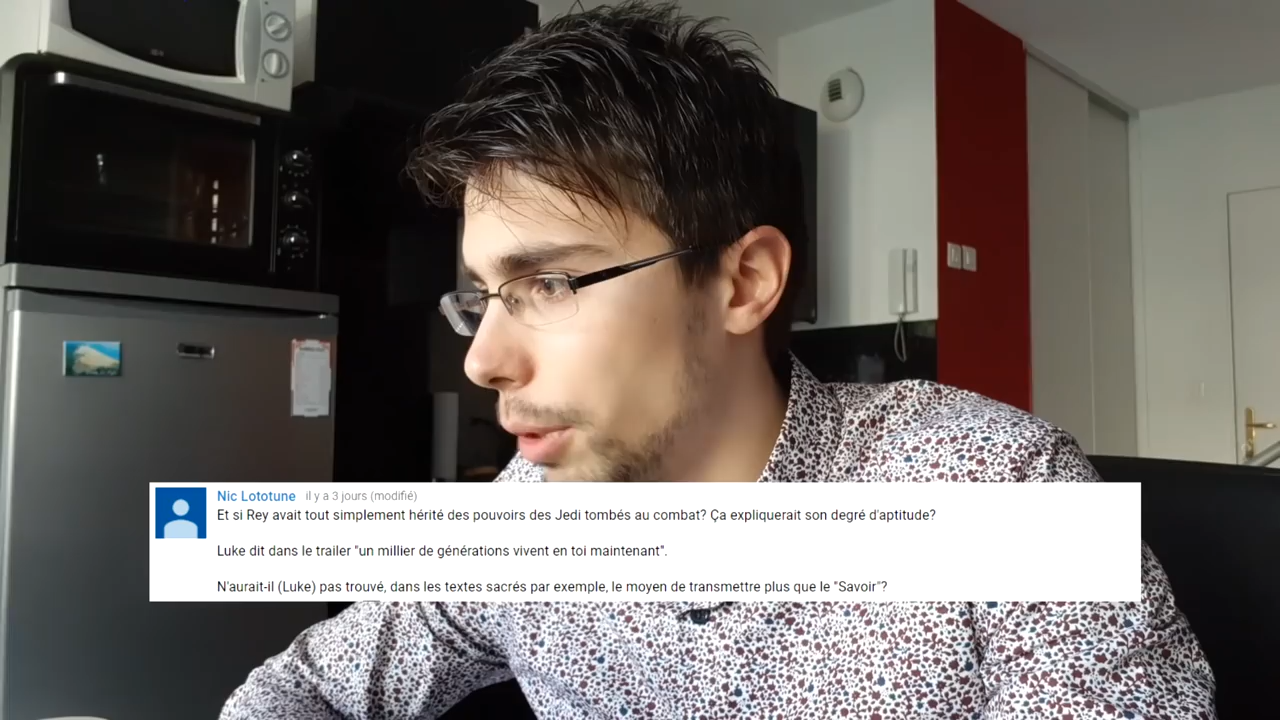 Nic Lototune il y a 3 jours (modifié)
Et si Rey avait tout simplement hérité des pouvoirs des Jedi tombés au combat? Ça expliquerait son degré d'aptitude?
Luke dit dans le trailer "un millier de générations vivent en toi maintenant".
N'aurait-il (Luke) pas trouvé, dans les textes sacrés par exemple, le moyen de transmettre plus que le "Savoir"?